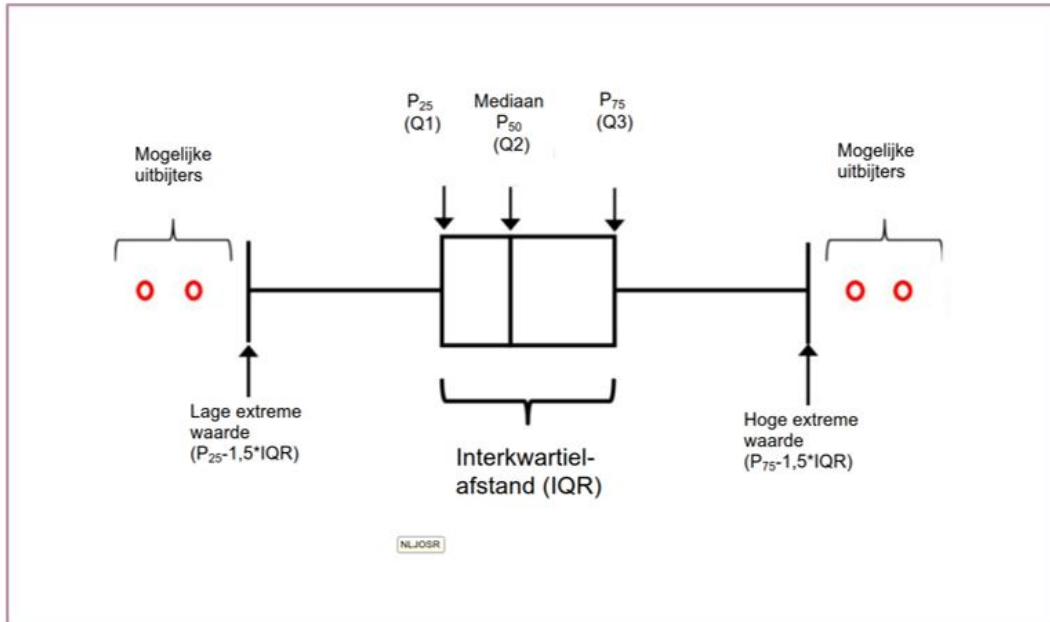 P25
(Q1)
Mediaan
P50
(Q2)
P75
(Q3)
Mogelijke
uitbijters
Mogelijke
uitbijters
Lage extreme
waarde
(P25-1,5*IQR)
Interkwartiel-
afstand (IQR)
Hoge extreme
waarde
(P75-1,5*IQR)
NLJOSR